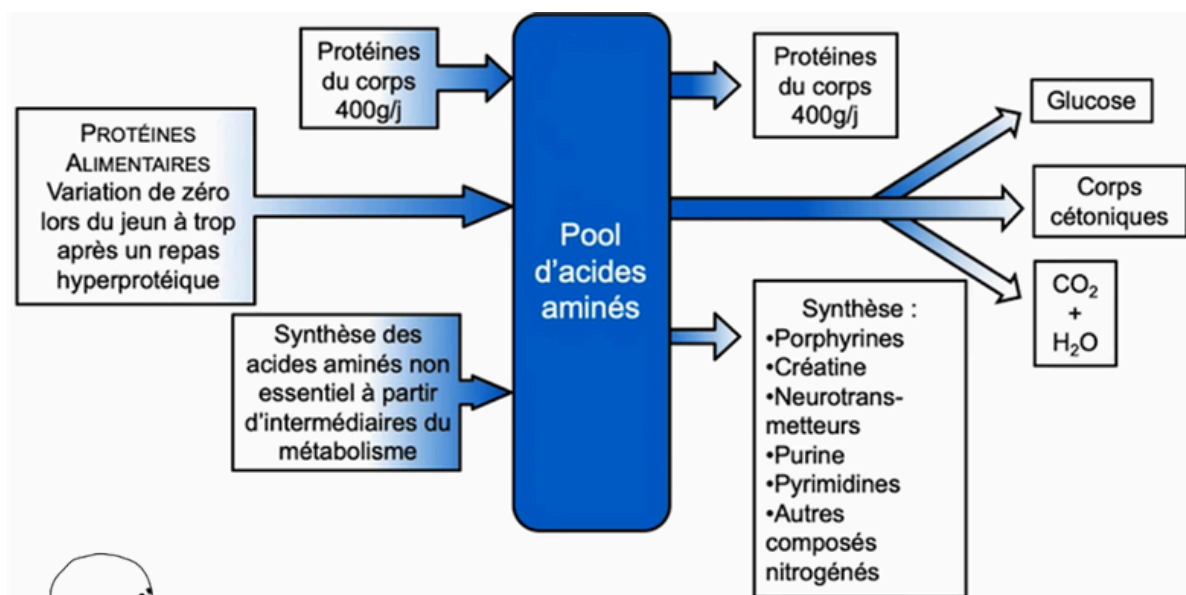 Protéines
du corps
400g/j
PROTÉINES
ALIMENTAIRES
Variation de zéro
lors du jeun à trop
après un repas
hyperprotéique
Synthèse des
acides aminés non
essentiel à partir
d'intermédiaires du
métabolisme
Pool
d'acides
aminés
Protéines
du corps
400g/j
Glucose
Corps
cétoniques
CO₂
+
H₂O
Synthèse :
•Porphyrines
•Créatine
•Neurotrans-
metteurs
•Purine
•Pyrimidines
•Autres
composés
nitrogénés